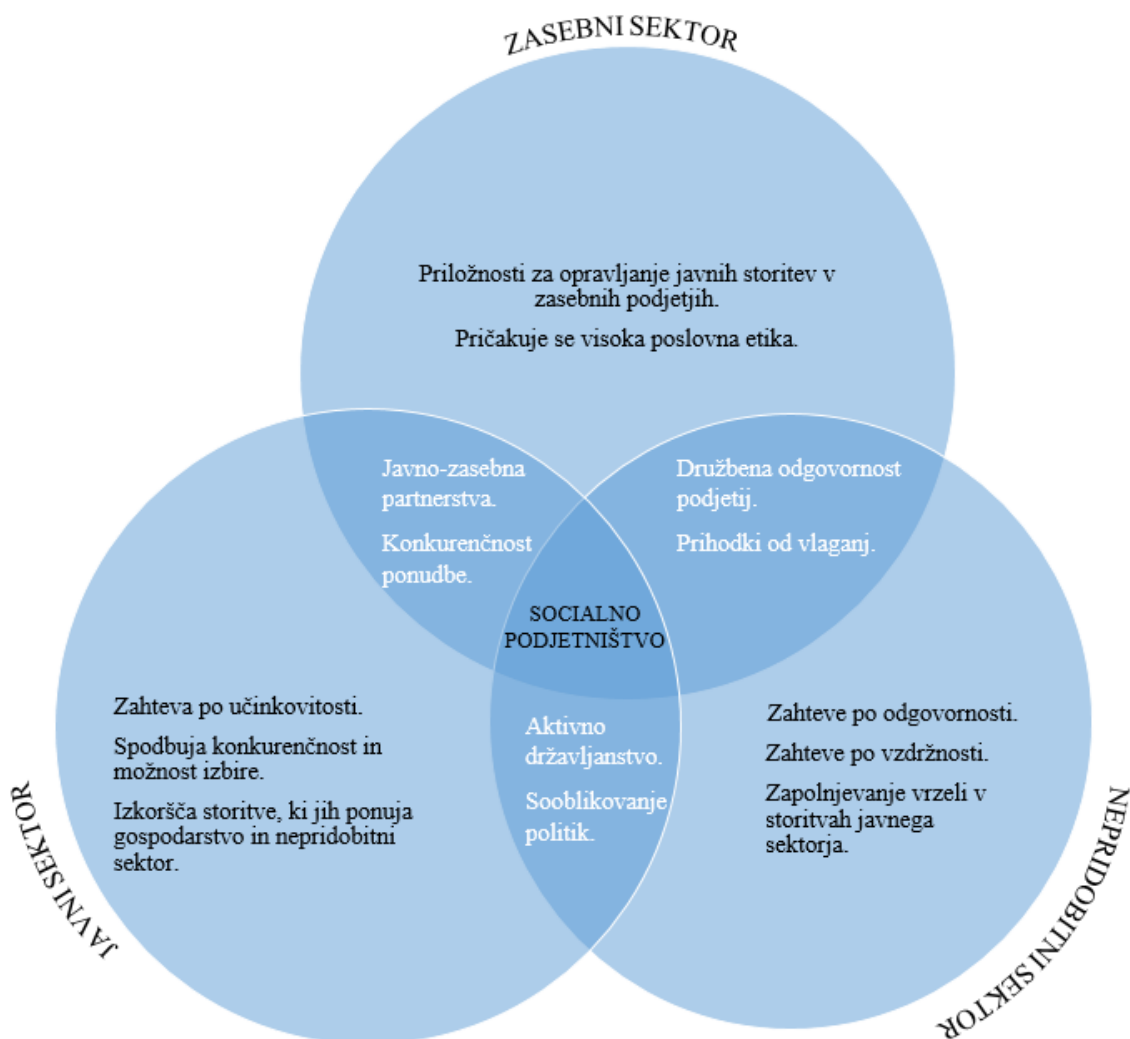 ZASEBNI SEKTOR
Priložnosti za opravljanje javnih storitev v
zasebnih podjetjih.
Pričakuje se visoka poslovna etika.
Javno-zasebna
partnerstva.
Konkurenčnost
ponudbe.
Družbena odgovornost
podjetij.
Prihodki od vlaganj.
SOCIALNO
PODJETNIŠTVO
Zahteva po učinkovitosti.
Spodbuja konkurenčnost in
možnost izbire.
Izkoršča storitve, ki jih ponuja
gospodarstvo in nepridobitni
sektor.
Aktivno
državljanstvo.
Sooblikovanje
politik.
Zahteve po odgovornosti.
Zahteve po vzdržnosti.
Zapolnjevanje vrzeli v
storitvah javnega
sektorja.
JAVNI SEKTOR
NEPRIDOBITNI SEKTOR